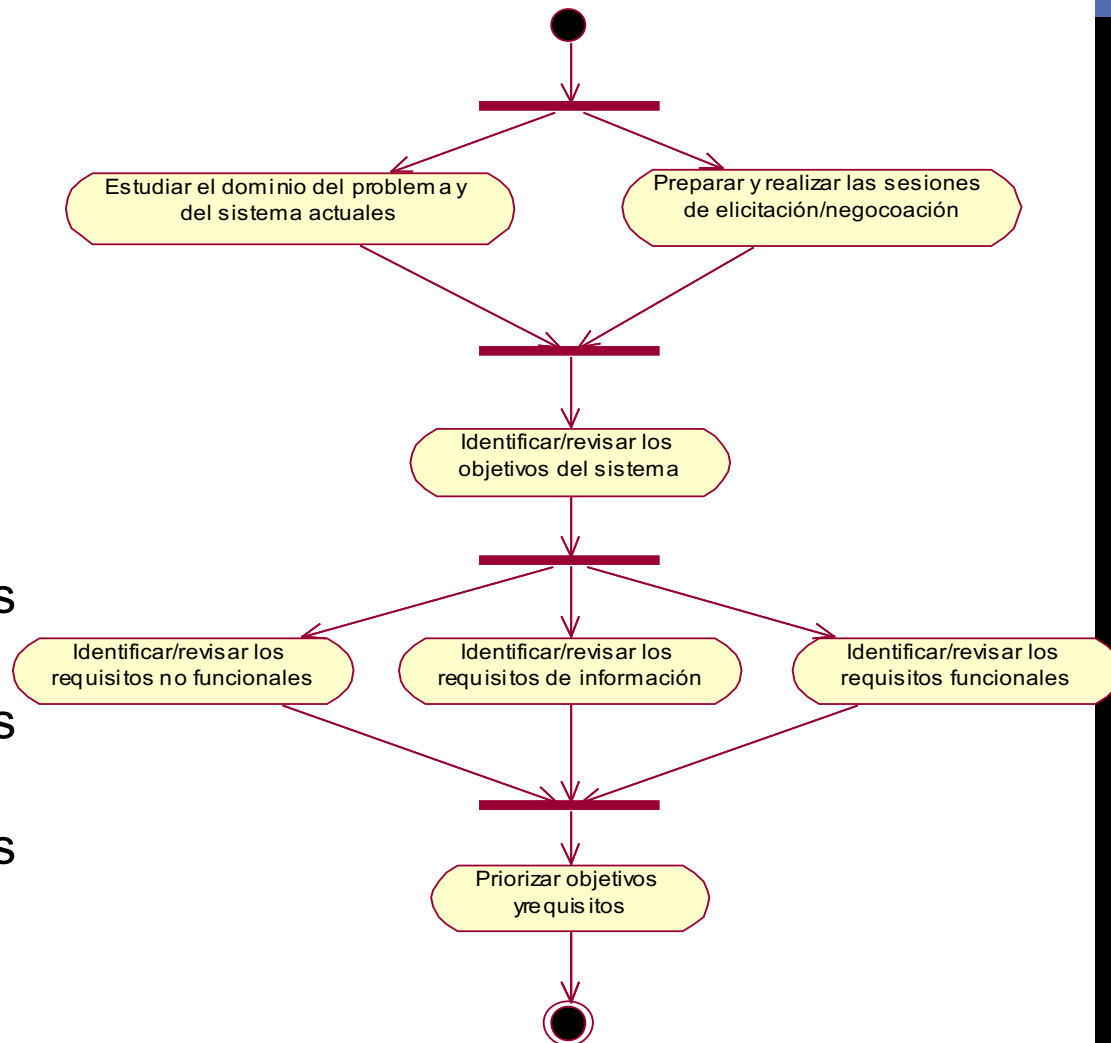 Estudiar el dominio del problema y
del sistema actuales
Preparar y realizar las sesiones
de elicitación/negocoación
Identificar/revisar los
objetivos del sistema
s
Identificar/revisar los
requisitos no funcionales
Identificar/revisar los
requisitos de información
Identificar/revisar los
requisitos funcionales
s
s
Priorizar objetivos
yrequisitos